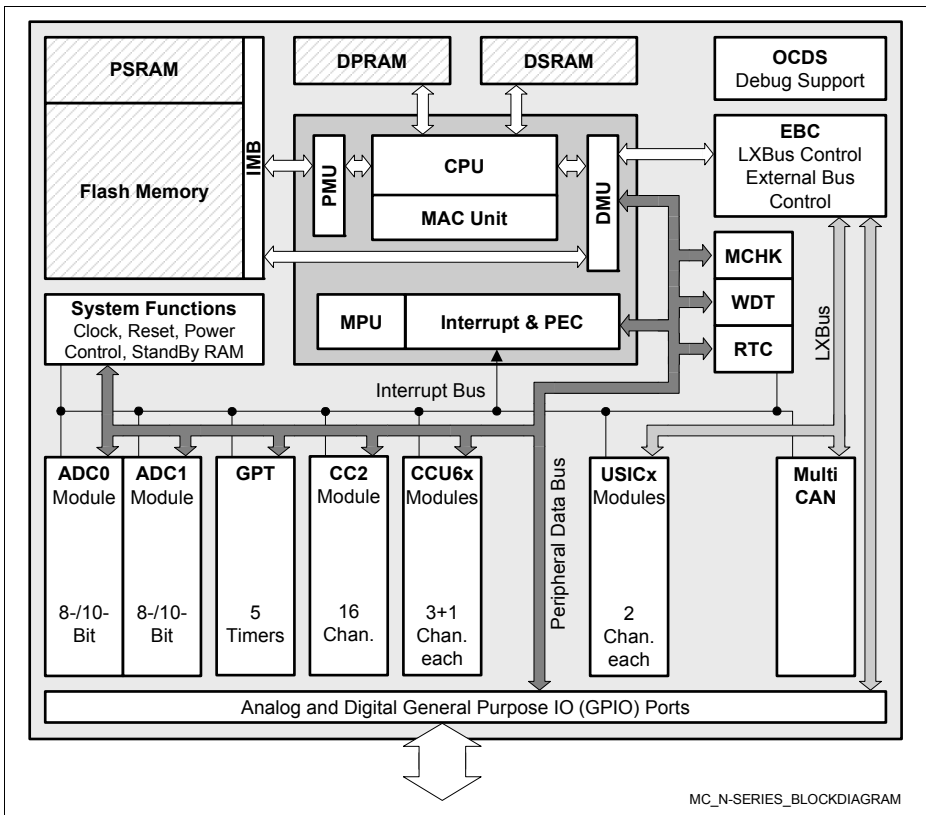 PSRAM
Flash Memory
IMB
DPRAM
DSRAM
OCDS
Debug Support
EBC
LXBus Control
External Bus
Control
PMU
CPU
MAC Unit
DMU
MCHK
WDT
RTC
System Functions
Clock, Reset, Power
Control, StandBy RAM
MPU
Interrupt & PEC
Interrupt Bus
LXBus
Peripheral Data Bus
ADC0
Module
8-/10-
Bit
ADC1
Module
8-/10-
Bit
GPT
5
Timers
CC2
Module
16
Chan.
CCU6x
Modules
3+1
Chan.
each
USICx
Modules
2
Chan.
each
Multi
CAN
Analog and Digital General Purpose IO (GPIO) Ports
MC_N-SERIES_BLOCKDIAGRAM